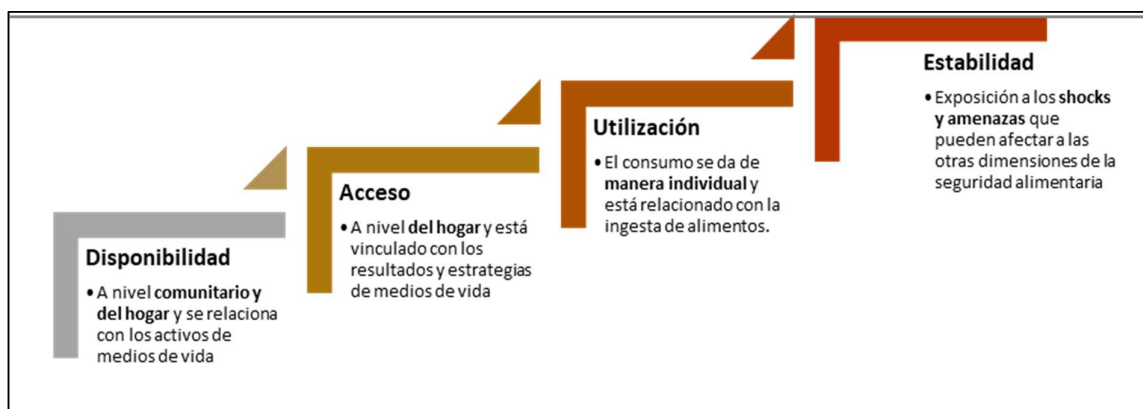 Disponibilidad
• A nivel comunitario y
del hogar y se relaciona
con los activos de
medios de vida
Acceso
• A nivel del hogar y está
vinculado con los
resultados y estrategias
de medios de vida
Utilización
• El consumo se da de
manera individual y
está relacionado con la
ingesta de alimentos.
Estabilidad
• Exposición a los shocks
y amenazas que
pueden afectar a las
otras dimensiones de la
seguridad alimentaria